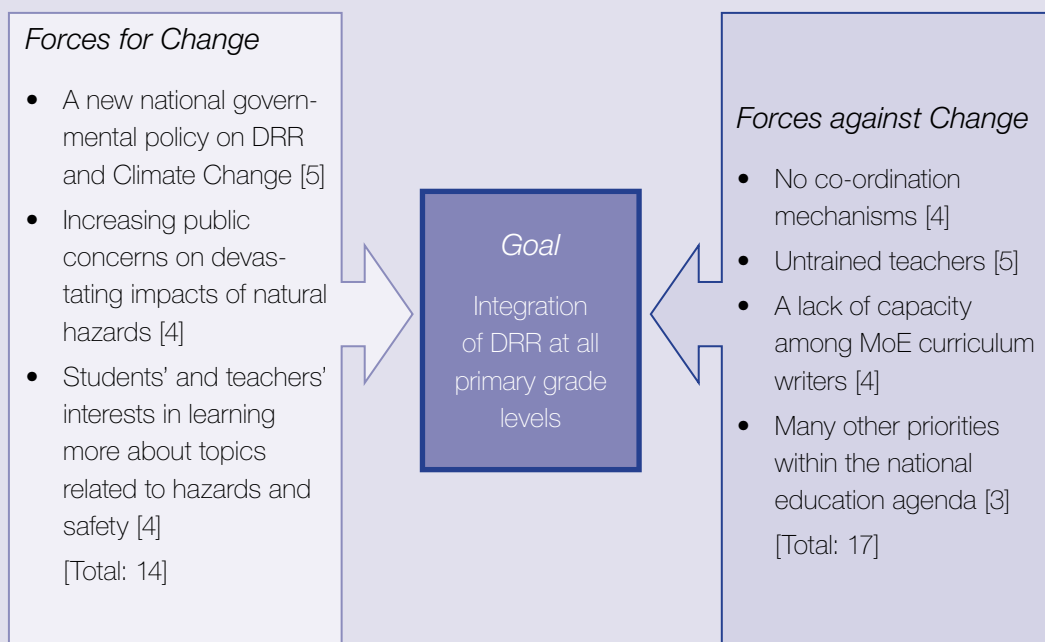 Forces for Change
• A new national govern-
mental policy on DRR
and Climate Change [5]
• Increasing public
concerns on devas-
tating impacts of natural
hazards [4]
• Students’ and teachers’
interests in learning
more about topics
related to hazards and
safety [4]
[Total: 14]
Goal
Integration
of DRR at all
primary grade
levels
Forces against Change
• No co-ordination
mechanisms [4]
• Untrained teachers [5]
• A lack of capacity
among MoE curriculum
writers [4]
• Many other priorities
within the national
education agenda [3]
[Total: 17]